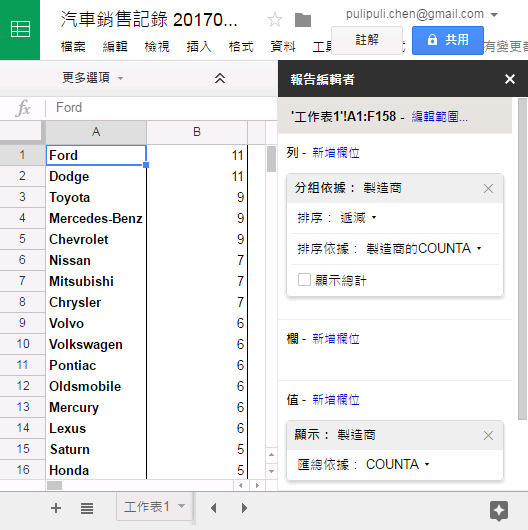 汽車銷售記錄 20170...
pulipuli.chen@gmail.com
檔案 編輯 檢視 插入 格式 資料 工具
註解
共用
有變更都
更多選項
fx Ford
A B
1 Ford 11
2 Dodge 11
3 Toyota 9
4 Mercedes-Benz 9
5 Chevrolet 9
6 Nissan 7
7 Mitsubishi 7
8 Chrysler 7
9 Volvo 6
10 Volkswagen 6
11 Pontiac 6
12 Oldsmobile 6
13 Mercury 6
14 Lexus 6
15 Saturn 5
16 Honda 5
工作表1
報告編輯者
'工作表1'!A1:F158 - 編輯範圍...
列 - 新增欄位
分組依據： 製造商
排序： 遞減
排序依據： 製造商的COUNTA
顯示總計
欄 - 新增欄位
值 - 新增欄位
顯示： 製造商
匯總依據： COUNTA